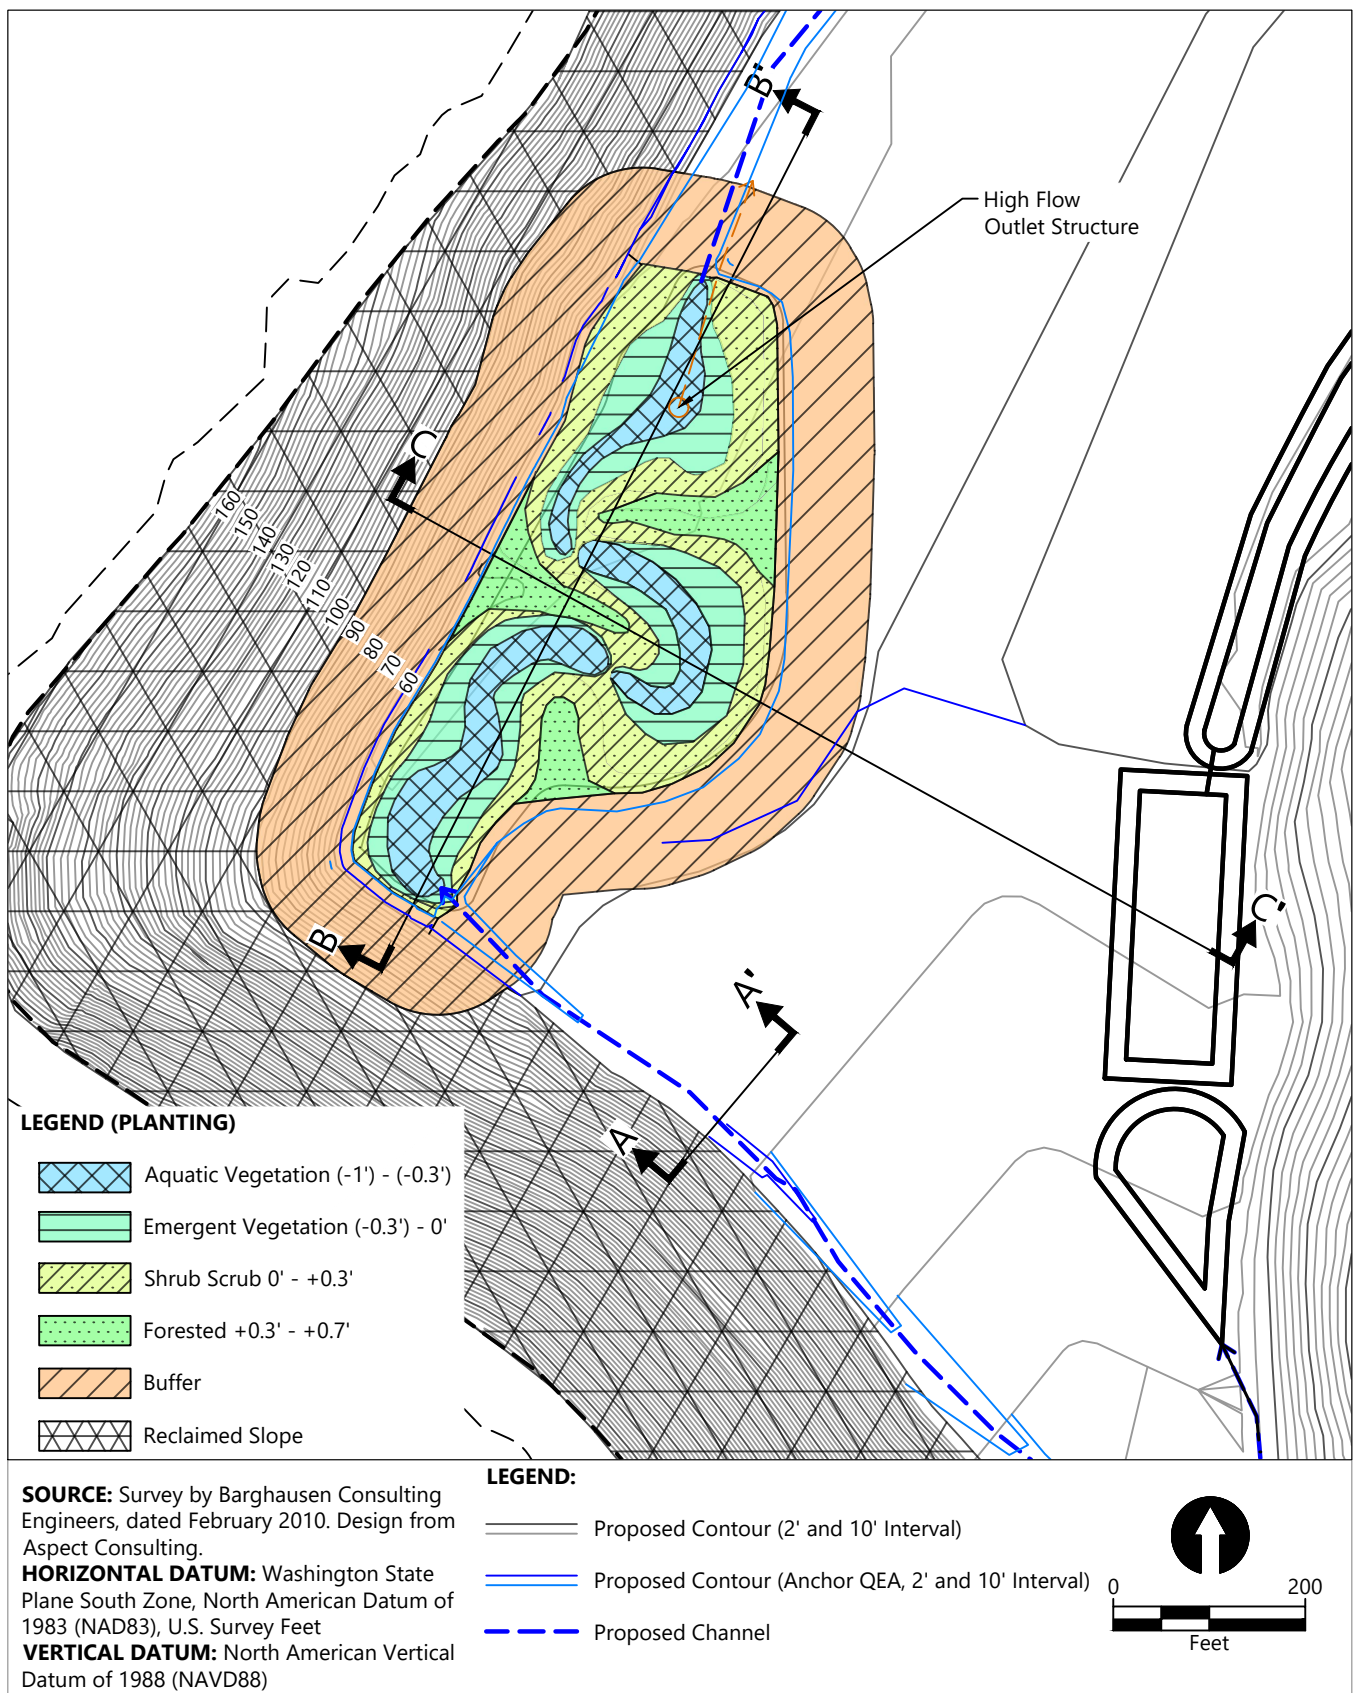 B'
High Flow
Outlet Structure
C
160
150
140
130
120
110
100
90
80
70
60
C'
B
A'
A
LEGEND (PLANTING)
Aquatic Vegetation (-1') - (-0.3')
Emergent Vegetation (-0.3') - 0'
Shrub Scrub 0' - +0.3'
Forested +0.3' - +0.7'
Buffer
Reclaimed Slope
SOURCE: Survey by Barghausen Consulting
Engineers, dated February 2010. Design from
Aspect Consulting.
HORIZONTAL DATUM: Washington State
Plane South Zone, North American Datum of
1983 (NAD83), U.S. Survey Feet
VERTICAL DATUM: North American Vertical
Datum of 1988 (NAVD88)
LEGEND:
Proposed Contour (2' and 10' Interval)
Proposed Contour (Anchor QEA, 2' and 10' Interval)
Proposed Channel
0 200
Feet